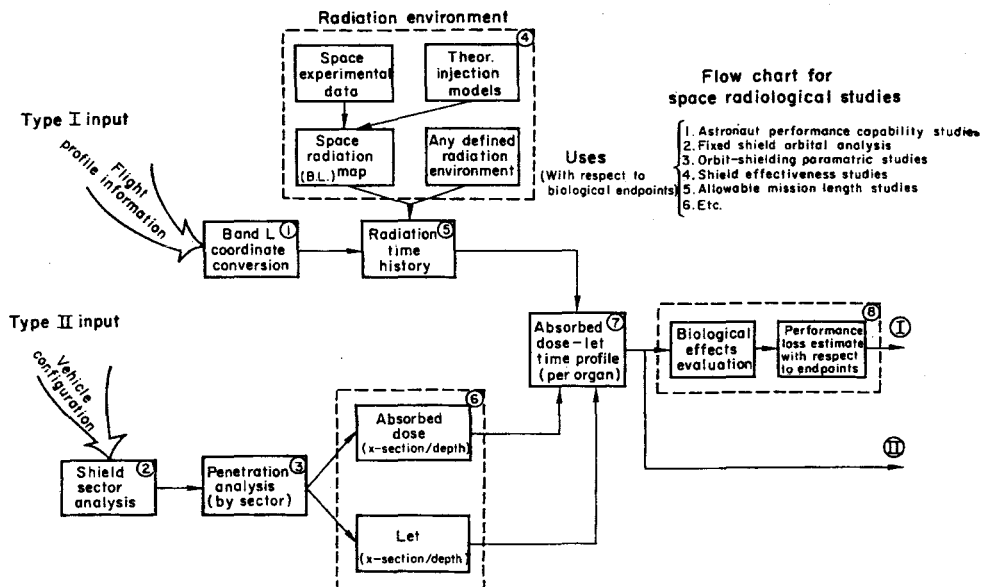 Radiation environment
④
Space
experimental
data
Theor.
injection
models
Space
radiation
(B.L.) map
Any defined
radiation
environment
Flow chart for
space radiological studies
Uses
(With respect to
biological endpoints)
1. Astronaut performance capability studies
2. Fixed shield orbital analysis
3. Orbit-shielding paramatric studies
4. Shield effectiveness studies
5. Allowable mission length studies
6. Etc.
Type I input
Flight
profile information
Band L ①
coordinate
conversion
Radiation ⑤
time
history
Type II input
Vehicle
configuration
Shield ②
sector
analysis
Penetration ③
analysis
(by sector)
⑥
Absorbed
dose
(x-section/depth)
Let
(x-section/depth)
Absorbed ⑦
dose-let
time profile
(per organ)
⑧
Biological
effects
evaluation
Performance
loss estimate
with respect
to endpoints
I
II